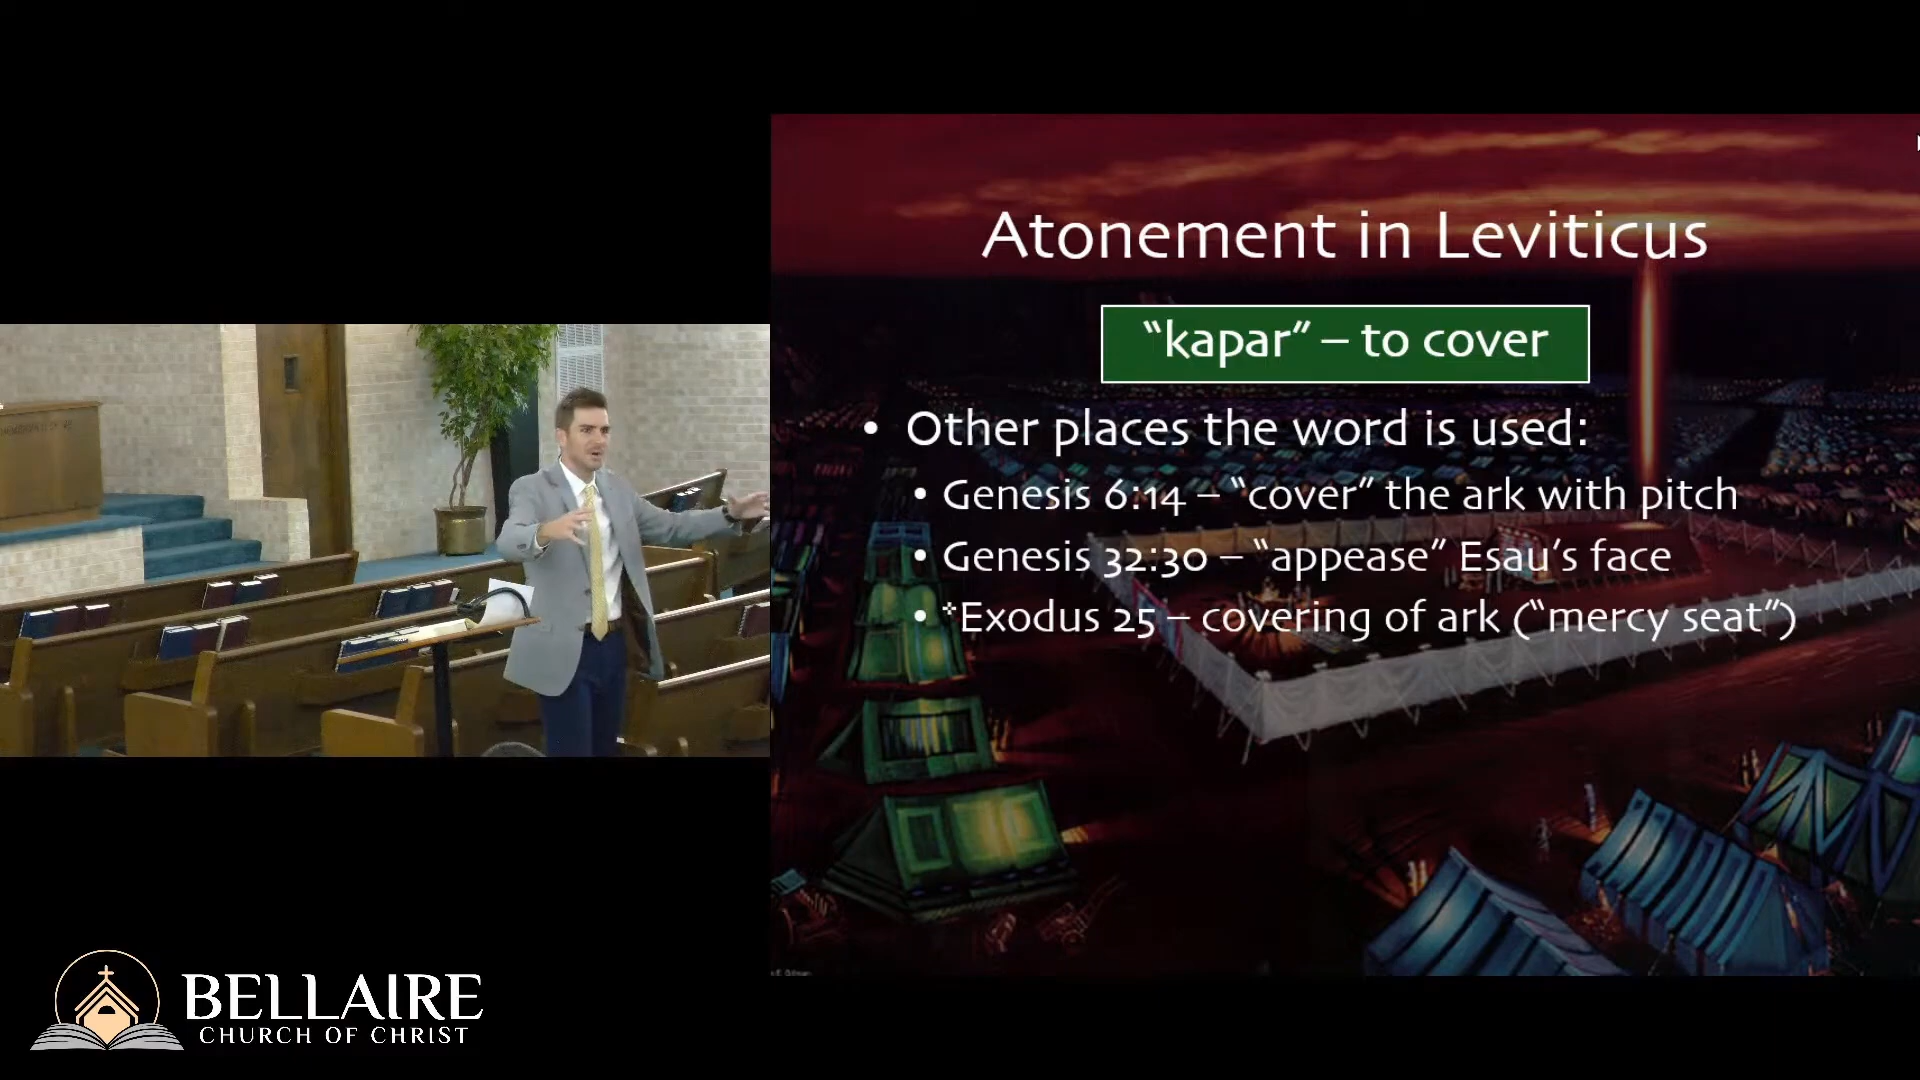 Atonement in Leviticus
“kapar” – to cover
• Other places the word is used:
• Genesis 6:14 – “cover” the ark with pitch
• Genesis 32:30 – “appease” Esau’s face
• *Exodus 25 – covering of ark (“mercy seat”)
BELLAIRE
CHURCH OF CHRIST